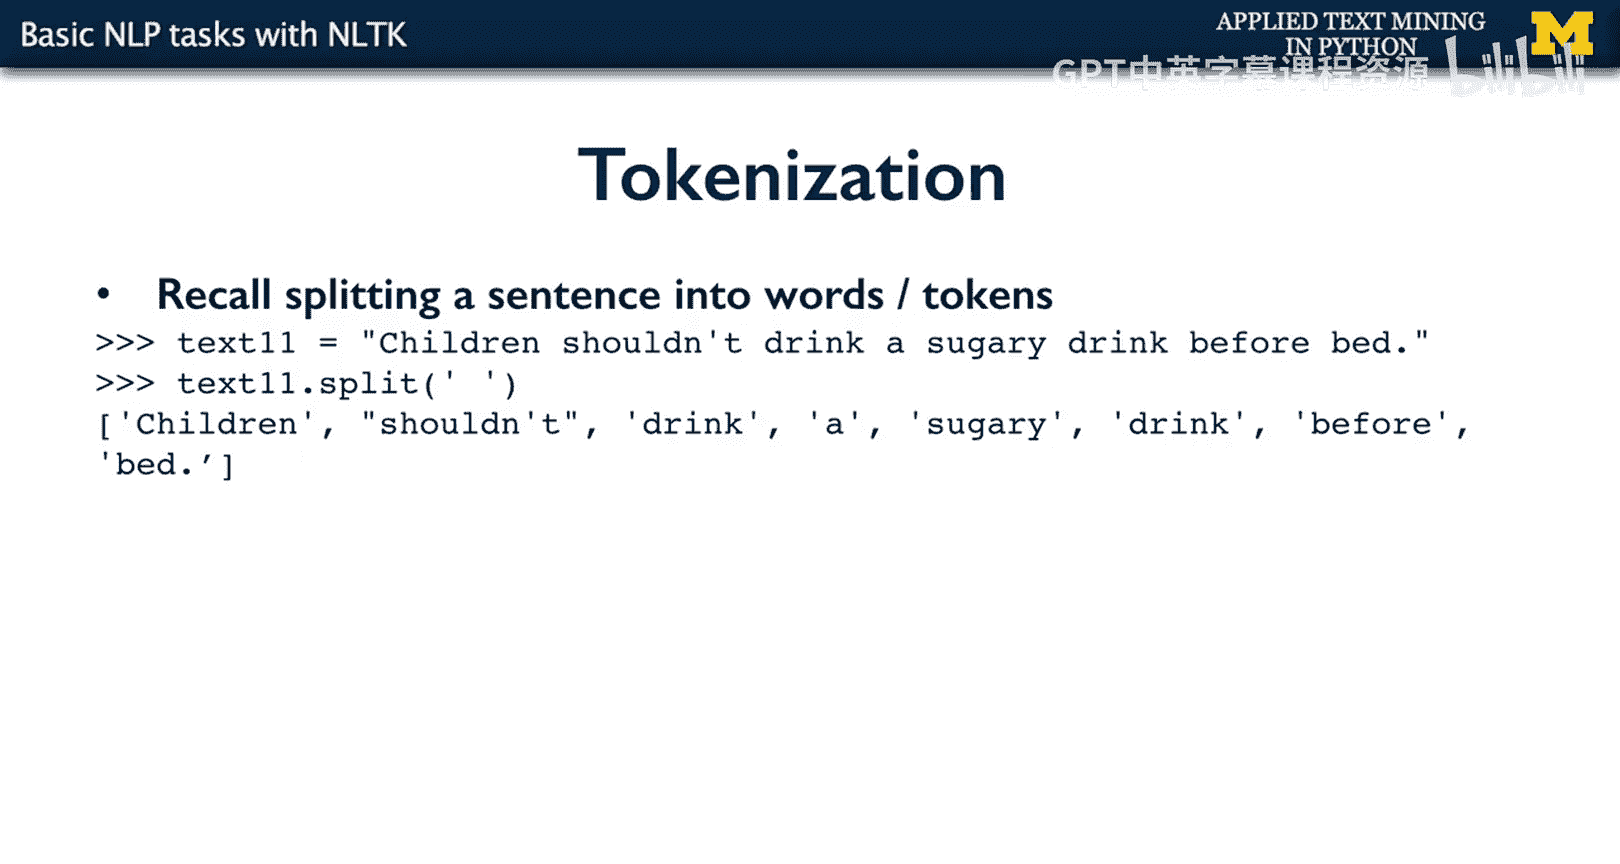 Basic NLP tasks with NLTK
APPLIED TEXT MINING
IN PYTHON
M
GPT中英字幕课程资源 bilibili
Tokenization
• Recall splitting a sentence into words / tokens
>>> text11 = "Children shouldn't drink a sugary drink before bed."
>>> text11.split(' ')
['Children', "shouldn't", 'drink', 'a', 'sugary', 'drink', 'before',
'bed.’]